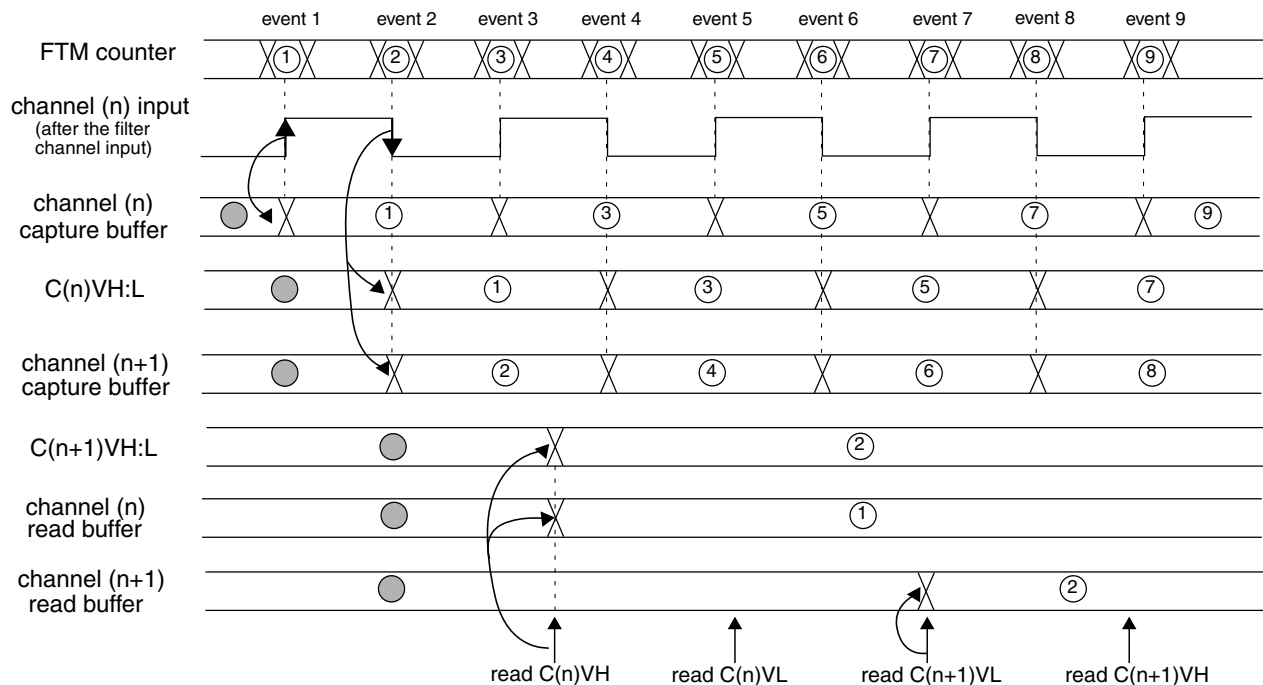 event 1 event 2 event 3 event 4 event 5 event 6 event 7 event 8 event 9
FTM counter
1 2 3 4 5 6 7 8 9
channel (n) input
(after the filter
channel input)
channel (n)
capture buffer
1 3 5 7 9
C(n)VH:L
1 3 5 7
channel (n+1)
capture buffer
2 4 6 8
C(n+1)VH:L
2
channel (n)
read buffer
1
channel (n+1)
read buffer
2
read C(n)VH read C(n)VL read C(n+1)VL read C(n+1)VH